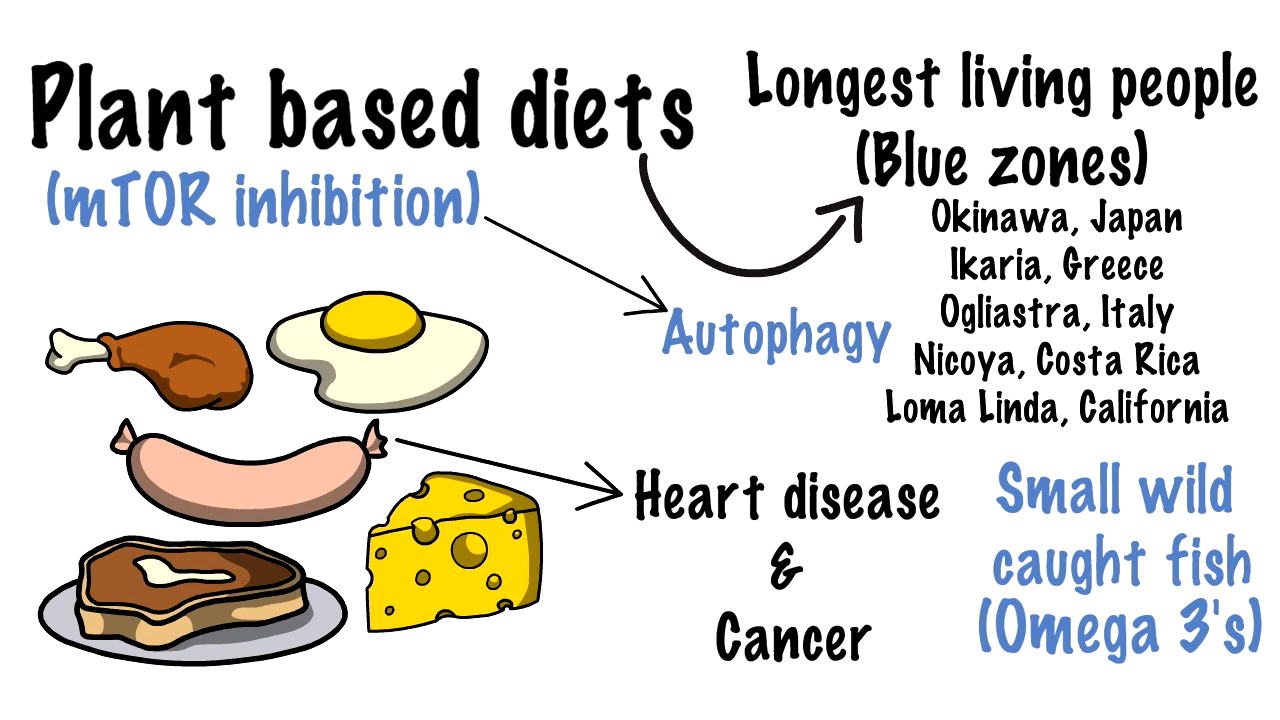 Plant based diets
(mTOR inhibition)
Longest living people
(Blue zones)
Okinawa, Japan
Ikaria, Greece
Ogliastra, Italy
Nicoya, Costa Rica
Loma Linda, California
Autophagy
Heart disease
&
Cancer
Small wild
caught fish
(Omega 3's)